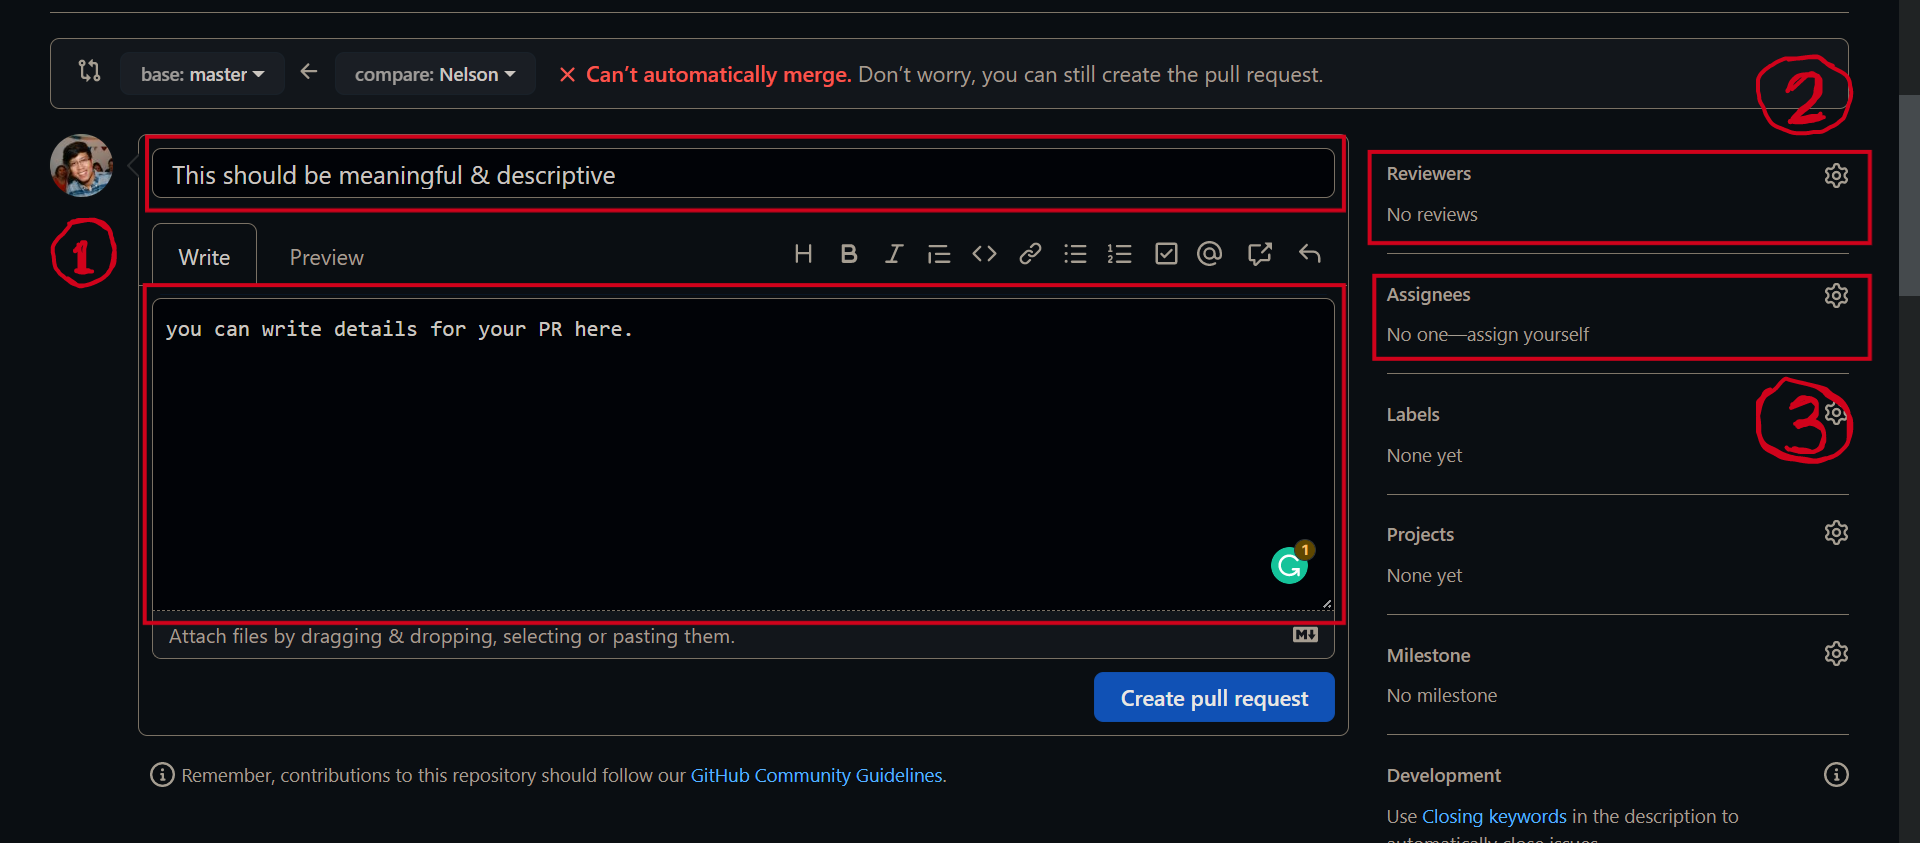 base: master compare: Nelson Can't automatically merge. Don't worry, you can still create the pull request.
2
This should be meaningful & descriptive
1
Write Preview H B I
you can write details for your PR here.
1
Attach files by dragging & dropping, selecting or pasting them.
Create pull request
Remember, contributions to this repository should follow our GitHub Community Guidelines.
Reviewers
No reviews
Assignees
No one—assign yourself
3
Labels
None yet
Projects
None yet
Milestone
No milestone
Development
Use Closing keywords in the description to
automatically close issues